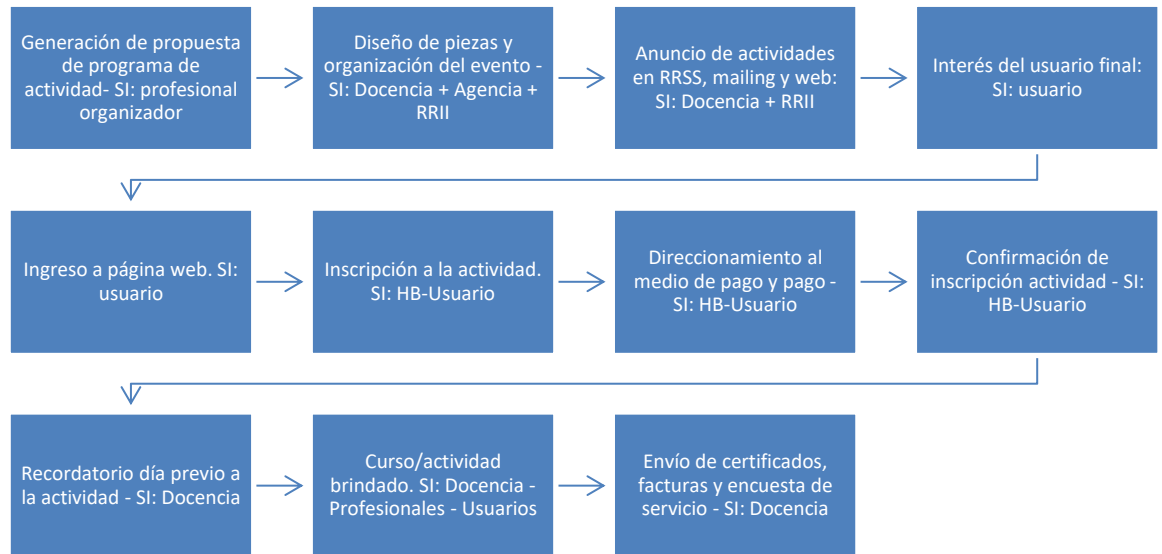 Generación de propuesta
de programa de
actividad- SI: profesional
organizador
Diseño de piezas y
organización del evento -
SI: Docencia + Agencia +
RRII
Anuncio de actividades
en RRSS, mailing y web:
SI: Docencia + RRII
Interés del usuario final:
SI: usuario
Ingreso a página web. SI:
usuario
Inscripción a la actividad.
SI: HB-Usuario
Direccionamiento al
medio de pago y pago -
SI: HB-Usuario
Confirmación de
inscripción actividad - SI:
HB-Usuario
Recordatorio día previo a
la actividad - SI: Docencia
Curso/actividad
brindado. SI: Docencia -
Profesionales - Usuarios
Envío de certificados,
facturas y encuesta de
servicio - SI: Docencia